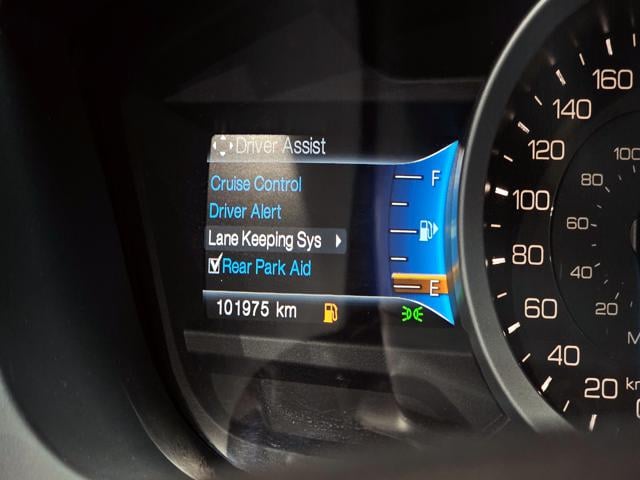 Driver Assist
Cruise Control
Driver Alert
Lane Keeping Sys
Rear Park Aid
101975 km
F
E
160
140
120
100
80
60
40
20
km
100
80
60
40
20
M